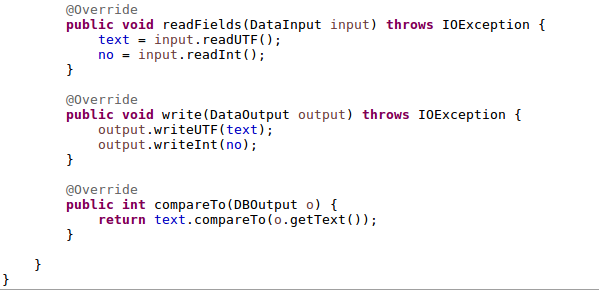 @Override
public void readFields(DataInput input) throws IOException {
text = input.readUTF();
no = input.readInt();
}
@Override
public void write(DataOutput output) throws IOException {
output.writeUTF(text);
output.writeInt(no);
}
@Override
public int compareTo(DBOutput o) {
return text.compareTo(o.getText());
}
}
}